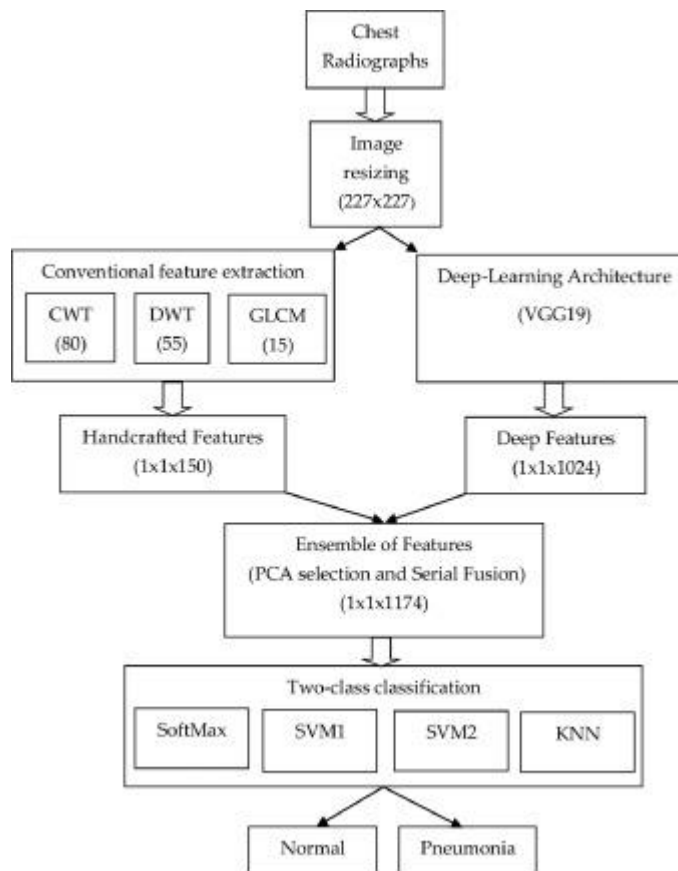 Chest
Radiographs
Image
resizing
(227x227)
Conventional feature extraction
CWT
(80)
DWT
(55)
GLCM
(15)
Deep-Learning Architecture
(VGG19)
Handcrafted Features
(1x1x150)
Deep Features
(1x1x1024)
Ensemble of Features
(PCA selection and Serial Fusion)
(1x1x1174)
Two-class classification
SoftMax
SVM1
SVM2
KNN
Normal
Pneumonia